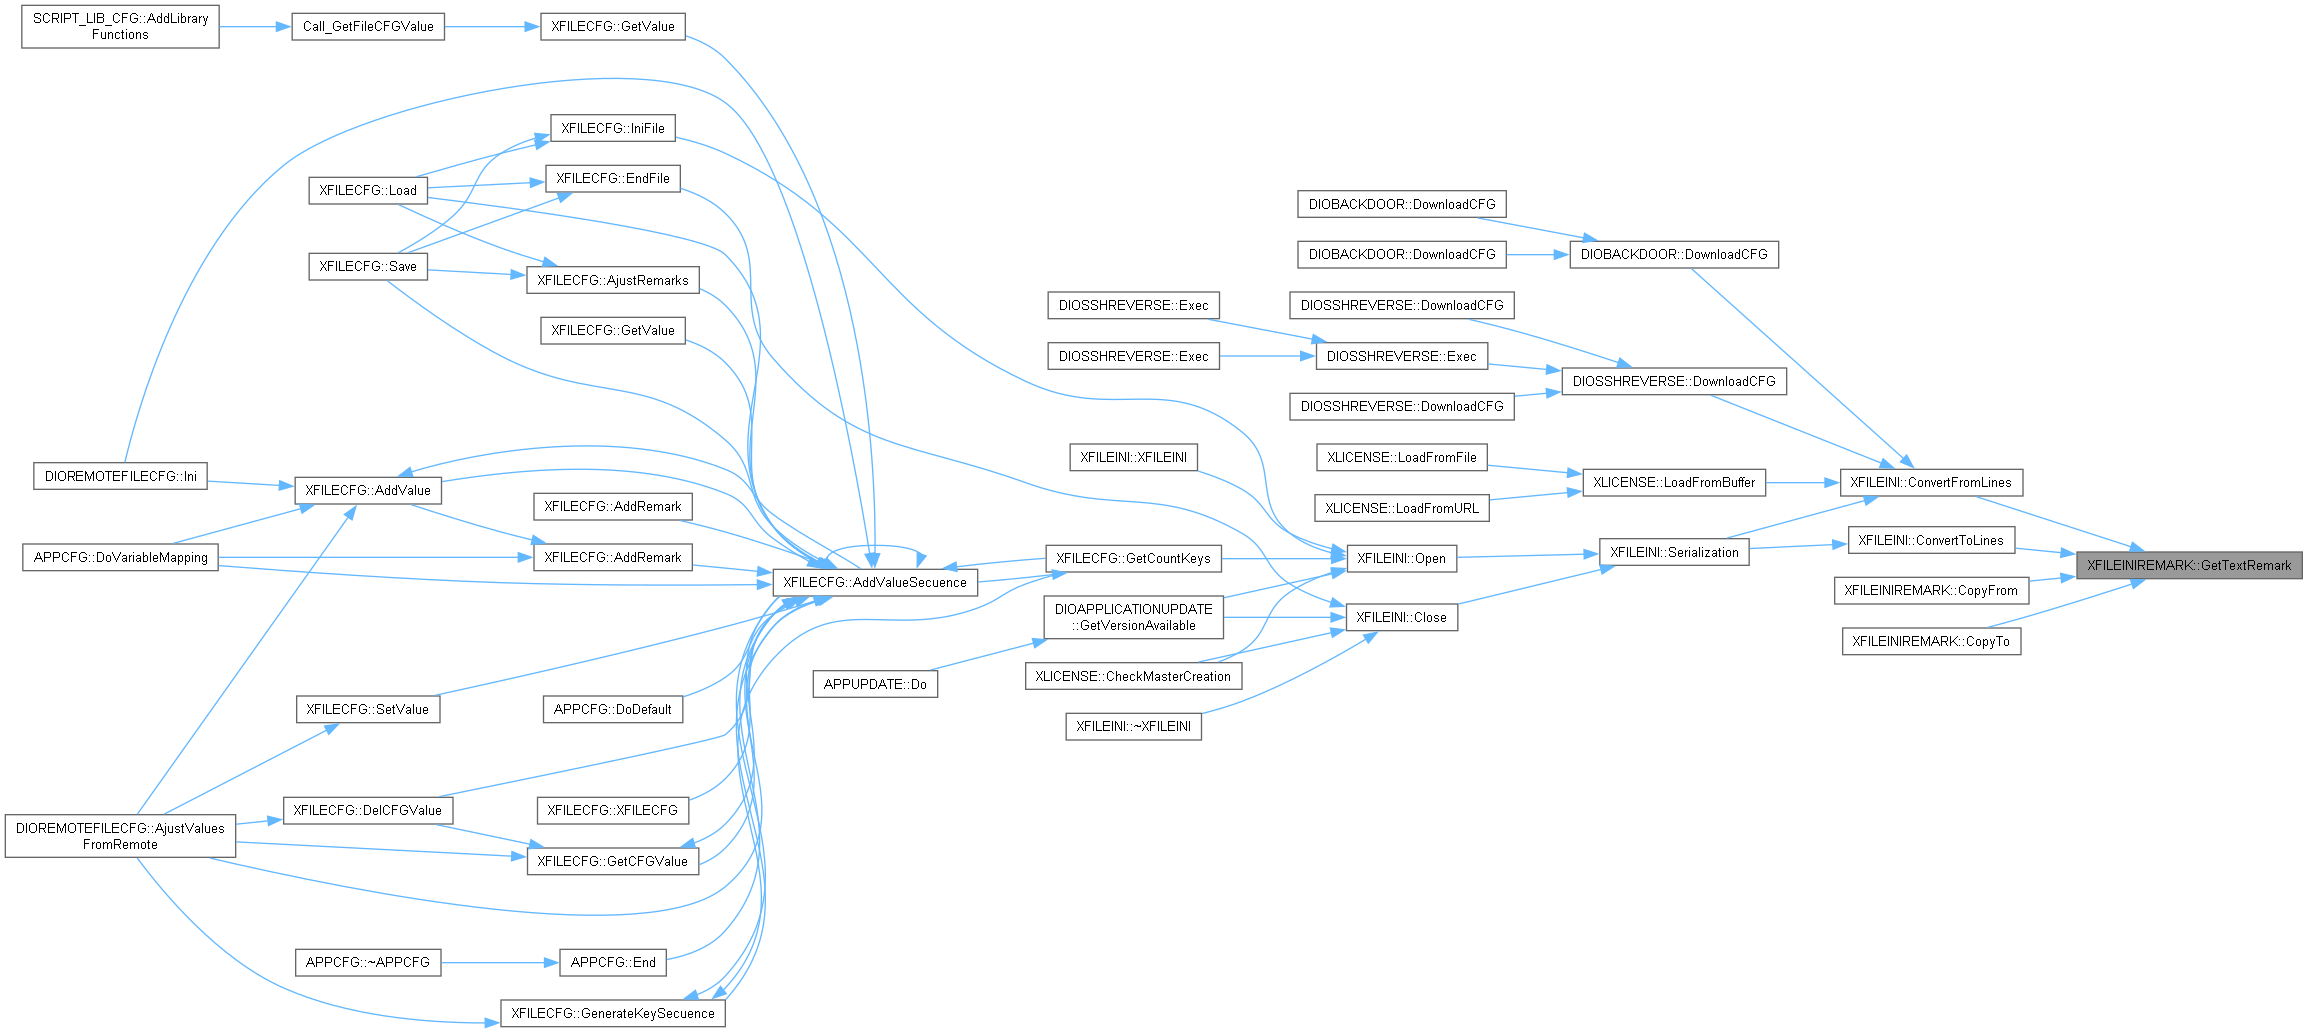 SCRIPT_LIB_CFG::AddLibrary
Functions
Call_GetFileCFGValue
XFILECFG::GetValue
XFILECFG::IniFile
XFILECFG::EndFile
XFILECFG::Load
XFILECFG::Save
XFILECFG::AjustRemarks
XFILECFG::GetValue
DIOREMOTEFILECFG::Ini
XFILECFG::AddValue
XFILECFG::AddRemark
APPCFG::DoVariableMapping
XFILECFG::AddRemark
XFILECFG::AddValueSecuence
XFILECFG::SetValue
APPCFG::DoDefault
DIOREMOTEFILECFG::AjustValues
FromRemote
XFILECFG::DelCFGValue
XFILECFG::XFILECFG
XFILECFG::GetCFGValue
APPCFG::~APPCFG
APPCFG::End
XFILECFG::GenerateKeySecuence
DIOSSHREVERSE::Exec
DIOSSHREVERSE::Exec
XFILEINI::XFILEINI
XFILECFG::GetCountKeys
DIOAPPLICATIONUPDATE
::GetVersionAvailable
APPUPDATE::Do
XLICENSE::CheckMasterCreation
XFILEINI::~XFILEINI
DIOBACKDOOR::DownloadCFG
DIOBACKDOOR::DownloadCFG
DIOSSHREVERSE::DownloadCFG
DIOSSHREVERSE::Exec
DIOSSHREVERSE::DownloadCFG
XLICENSE::LoadFromFile
XLICENSE::LoadFromURL
XFILEINI::Open
XFILEINI::Close
DIOBACKDOOR::DownloadCFG
DIOSSHREVERSE::DownloadCFG
XLICENSE::LoadFromBuffer
XFILEINI::Serialization
XFILEINI::ConvertFromLines
XFILEINI::ConvertToLines
XFILEINIREMARK::CopyFrom
XFILEINIREMARK::CopyTo
XFILEINIREMARK::GetTextRemark